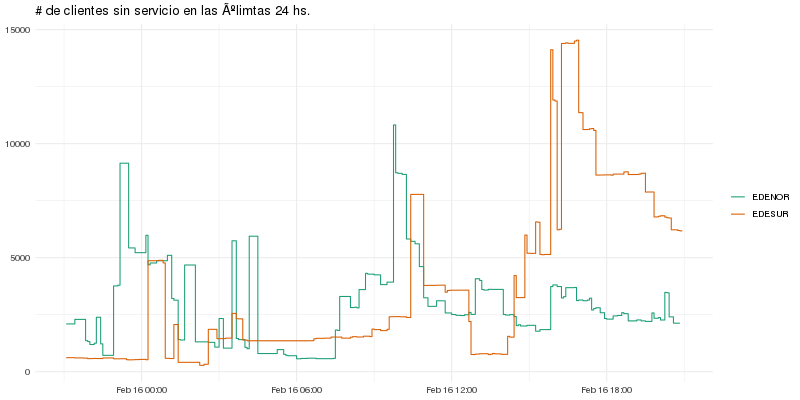 # de clientes sin servicio en las Ãºlimtas 24 hs.
15000
10000
5000
0
Feb 16 00:00
Feb 16 06:00
Feb 16 12:00
Feb 16 18:00
EDENOR
EDESUR